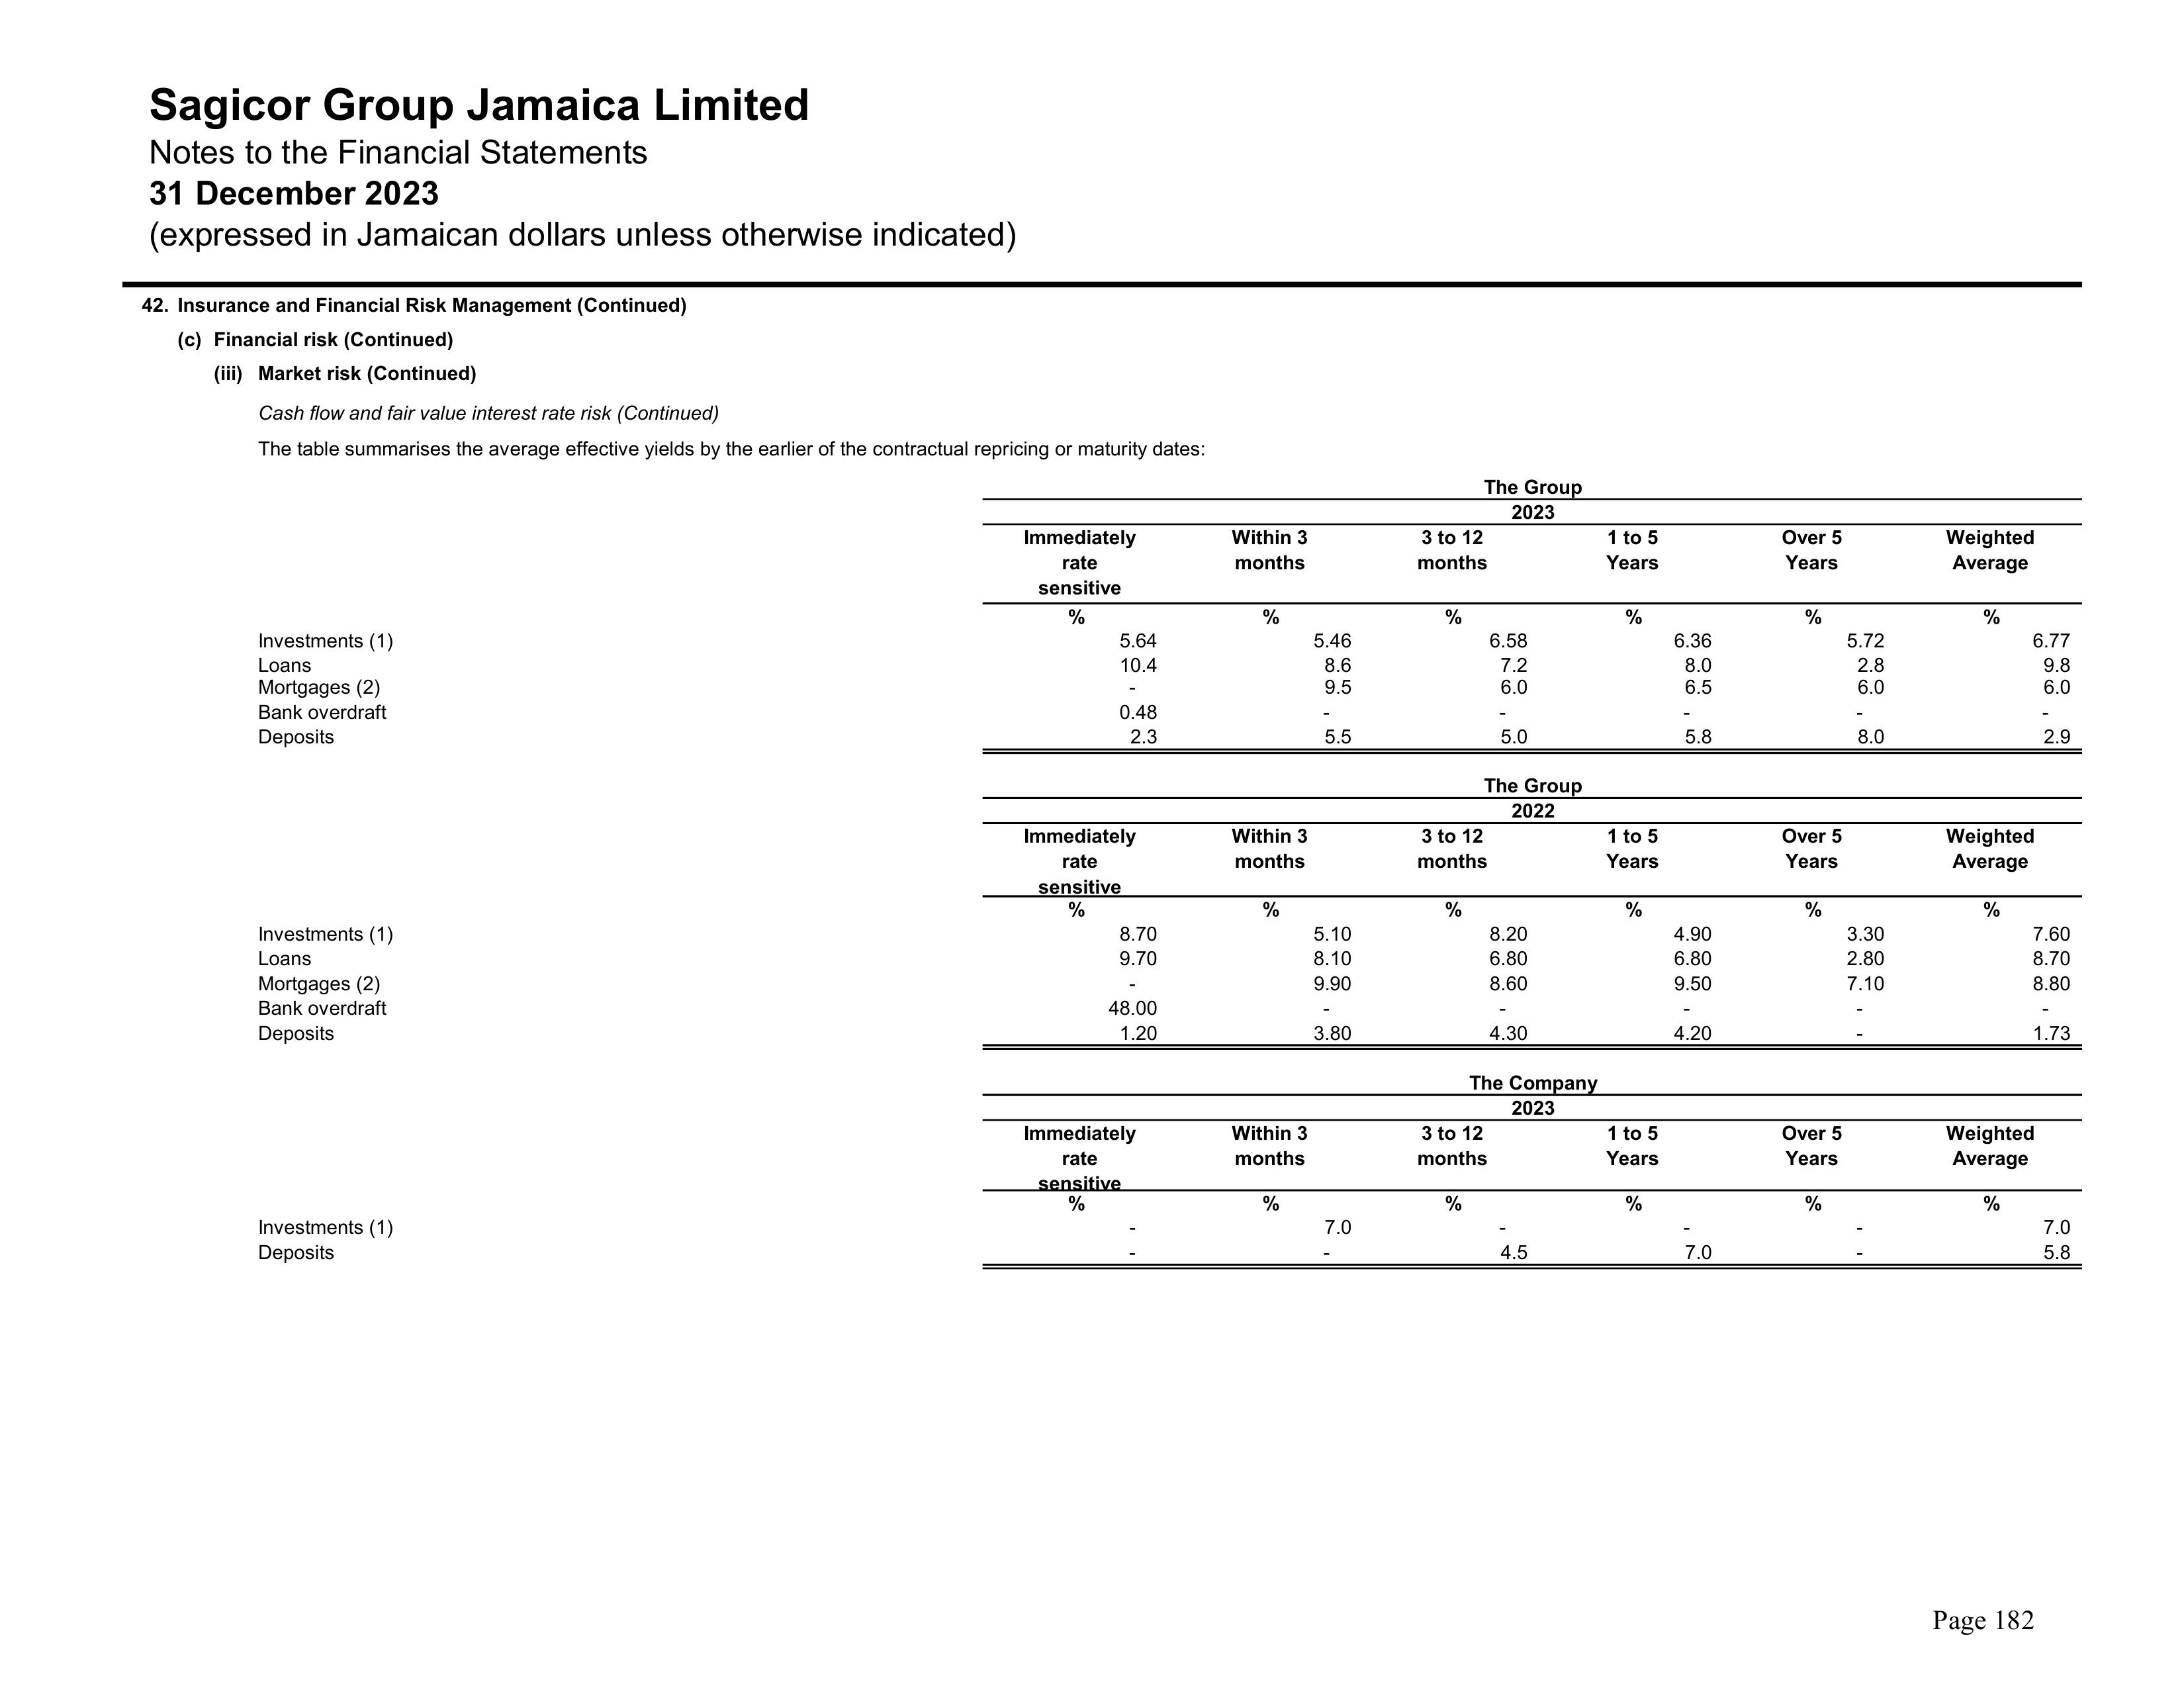 Sagicor Group Jamaica Limited
Notes to the Financial Statements
31 December 2023
(expressed in Jamaican dollars unless otherwise indicated)
42. Insurance and Financial Risk Management (Continued)
(c) Financial risk (Continued)
(iii) Market risk (Continued)
Cash flow and fair value interest rate risk (Continued)
The table summarises the average effective yields by the earlier of the contractual repricing or maturity dates:
The Group
2023
Immediately Within 3 3 to 12 1 to 5 Over 5 Weighted
rate months months Years Years Average
sensitive
% % % % % %
Investments (1) 5.64 5.46 6.58 6.36 5.72 6.77
Loans 10.4 8.6 7.2 8.0 2.8 9.8
Mortgages (2) - 9.5 6.0 6.5 6.0 6.0
Bank overdraft 0.48 - - - - -
Deposits 2.3 5.5 5.0 5.8 8.0 2.9
The Group
2022
Immediately Within 3 3 to 12 1 to 5 Over 5 Weighted
rate months months Years Years Average
sensitive
% % % % % %
Investments (1) 8.70 5.10 8.20 4.90 3.30 7.60
Loans 9.70 8.10 6.80 6.80 2.80 8.70
Mortgages (2) - 9.90 8.60 9.50 7.10 8.80
Bank overdraft 48.00 - - - - -
Deposits 1.20 3.80 4.30 4.20 - 1.73
The Company
2023
Immediately Within 3 3 to 12 1 to 5 Over 5 Weighted
rate months months Years Years Average
sensitive
% % % % % %
Investments (1) - 7.0 - - - 7.0
Deposits - - 4.5 7.0 - 5.8
Page 182